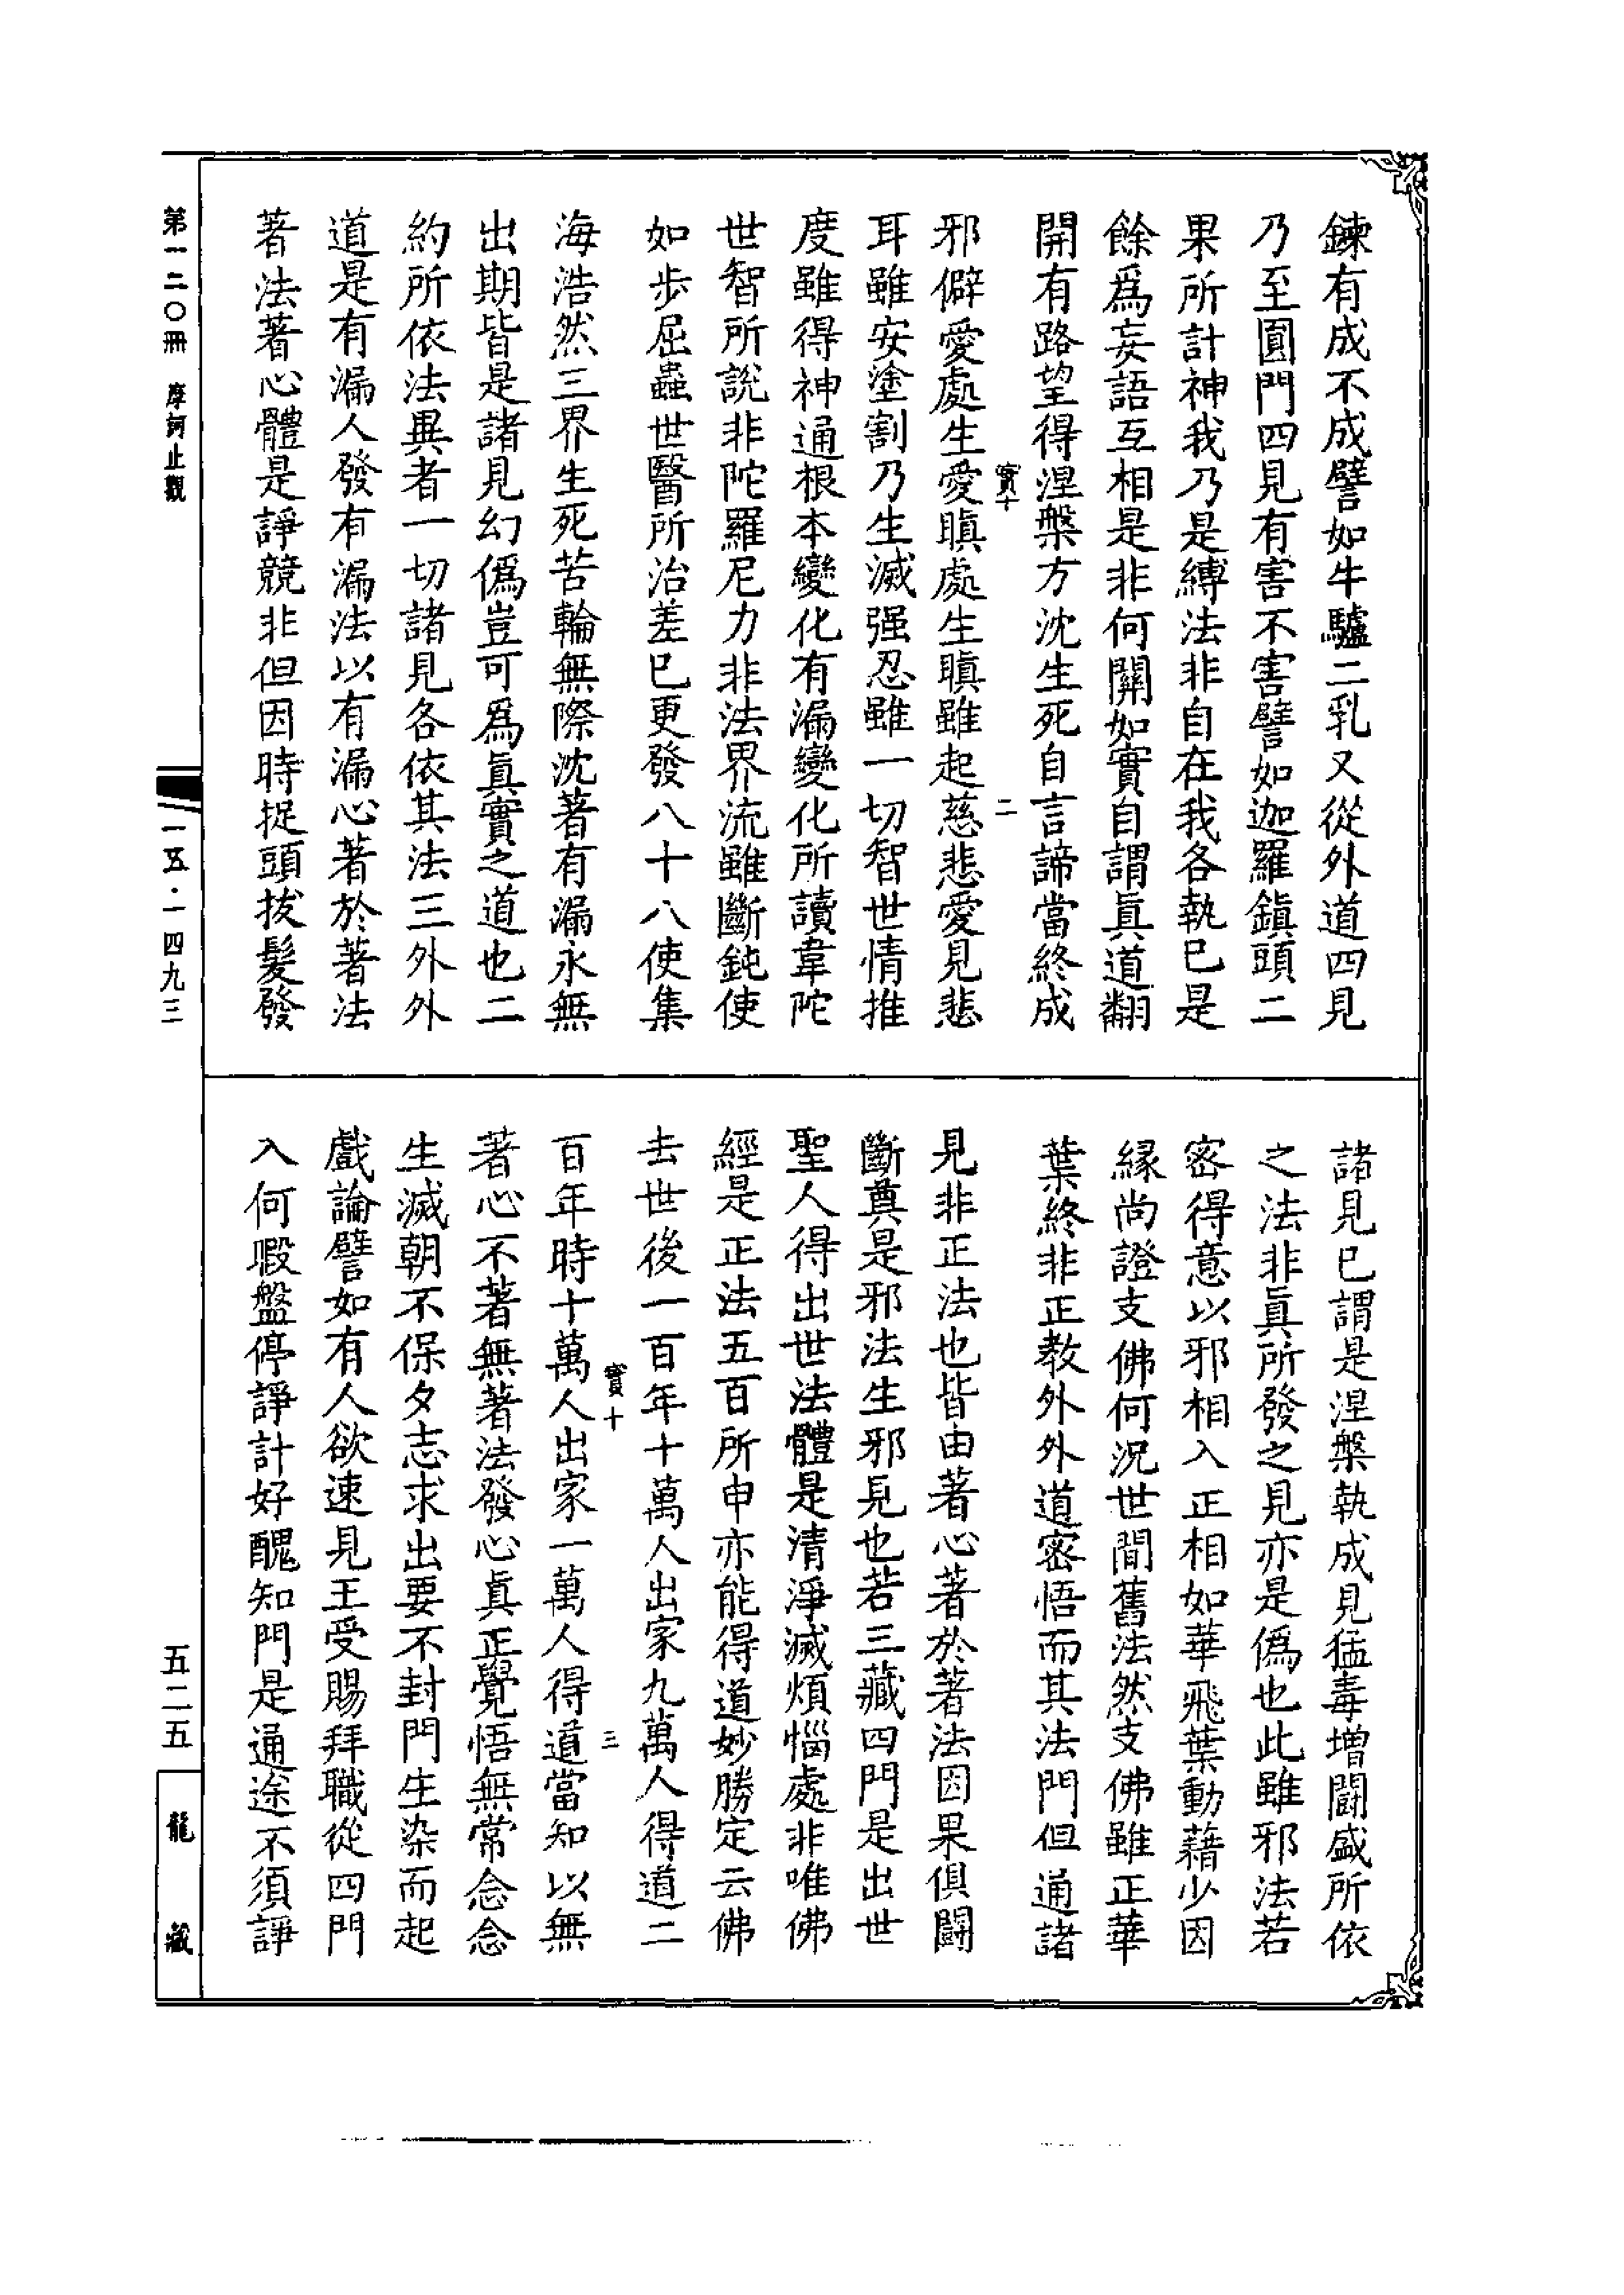 鍊有成不成譬如牛驢二乳又從外道四見
乃至圓門四見有害不害譬如迦羅鎮頭二
果所計神我乃是縛法非自在我各執已是
餘爲妄語互相是非何關如實自謂眞道翻
開有路望得涅槃方沈生死自言諦當終成
實十 二
邪僻愛處生愛瞋處生瞋雖起慈悲愛見悲
耳雖安塗割乃生滅强忍雖一切智世情推
度雖得神通根本變化有漏變化所讀韋陀
世智所說非陀羅尼力非法界流雖斷鈍使
如步屈蟲世醫所治差已更發八十八使集
海浩然三界生死苦輪無際沈著有漏永無
出期皆是諸見幻僞豈可爲眞實之道也二
約所依法異者一切諸見各依其法三外外
道是有漏人發有漏法以有漏心著於著法
著法著心體是諍競非但因時捉頭拔髮發
諸見已謂是涅槃執成見猛毒增鬪盛所依
之法非眞所發之見亦是僞也此雖邪法若
密得意以邪相入正相如華飛葉動藉少因
緣尚證支佛何況世間舊法然支佛雖正華
葉終非正教外外道密悟而其法門但通諸
見非正法也皆由著心著於著法因果俱鬪
斷奠是邪法生邪見也若三藏四門是出世
聖人得出世法體是清淨滅煩惱處非唯佛
經是正法五百所申亦能得道妙勝定云佛
去世後一百年十萬人出家九萬人得道二
實十 三
百年時十萬人出家一萬人得道當知以無
著心不著無著法發心眞正覺悟無常念念
生滅朝不保夕志求出要不封門生染而起
戲論譬如有人欲速見王受賜拜職從四門
入何暇盤停諍計好醜知門是通途不須諍
第一二〇冊 摩訶止觀
一五·一四九三
五二五
龍藏